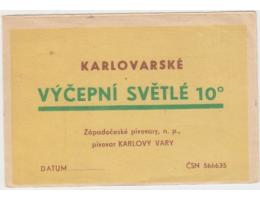 KARLOVARSKÉ
VÝČEPNÍ SVĚTLÉ 10°
Západočeské pivovary, n. p.,
pivovar KARLOVY VARY
DATUM............ ČSN 566635